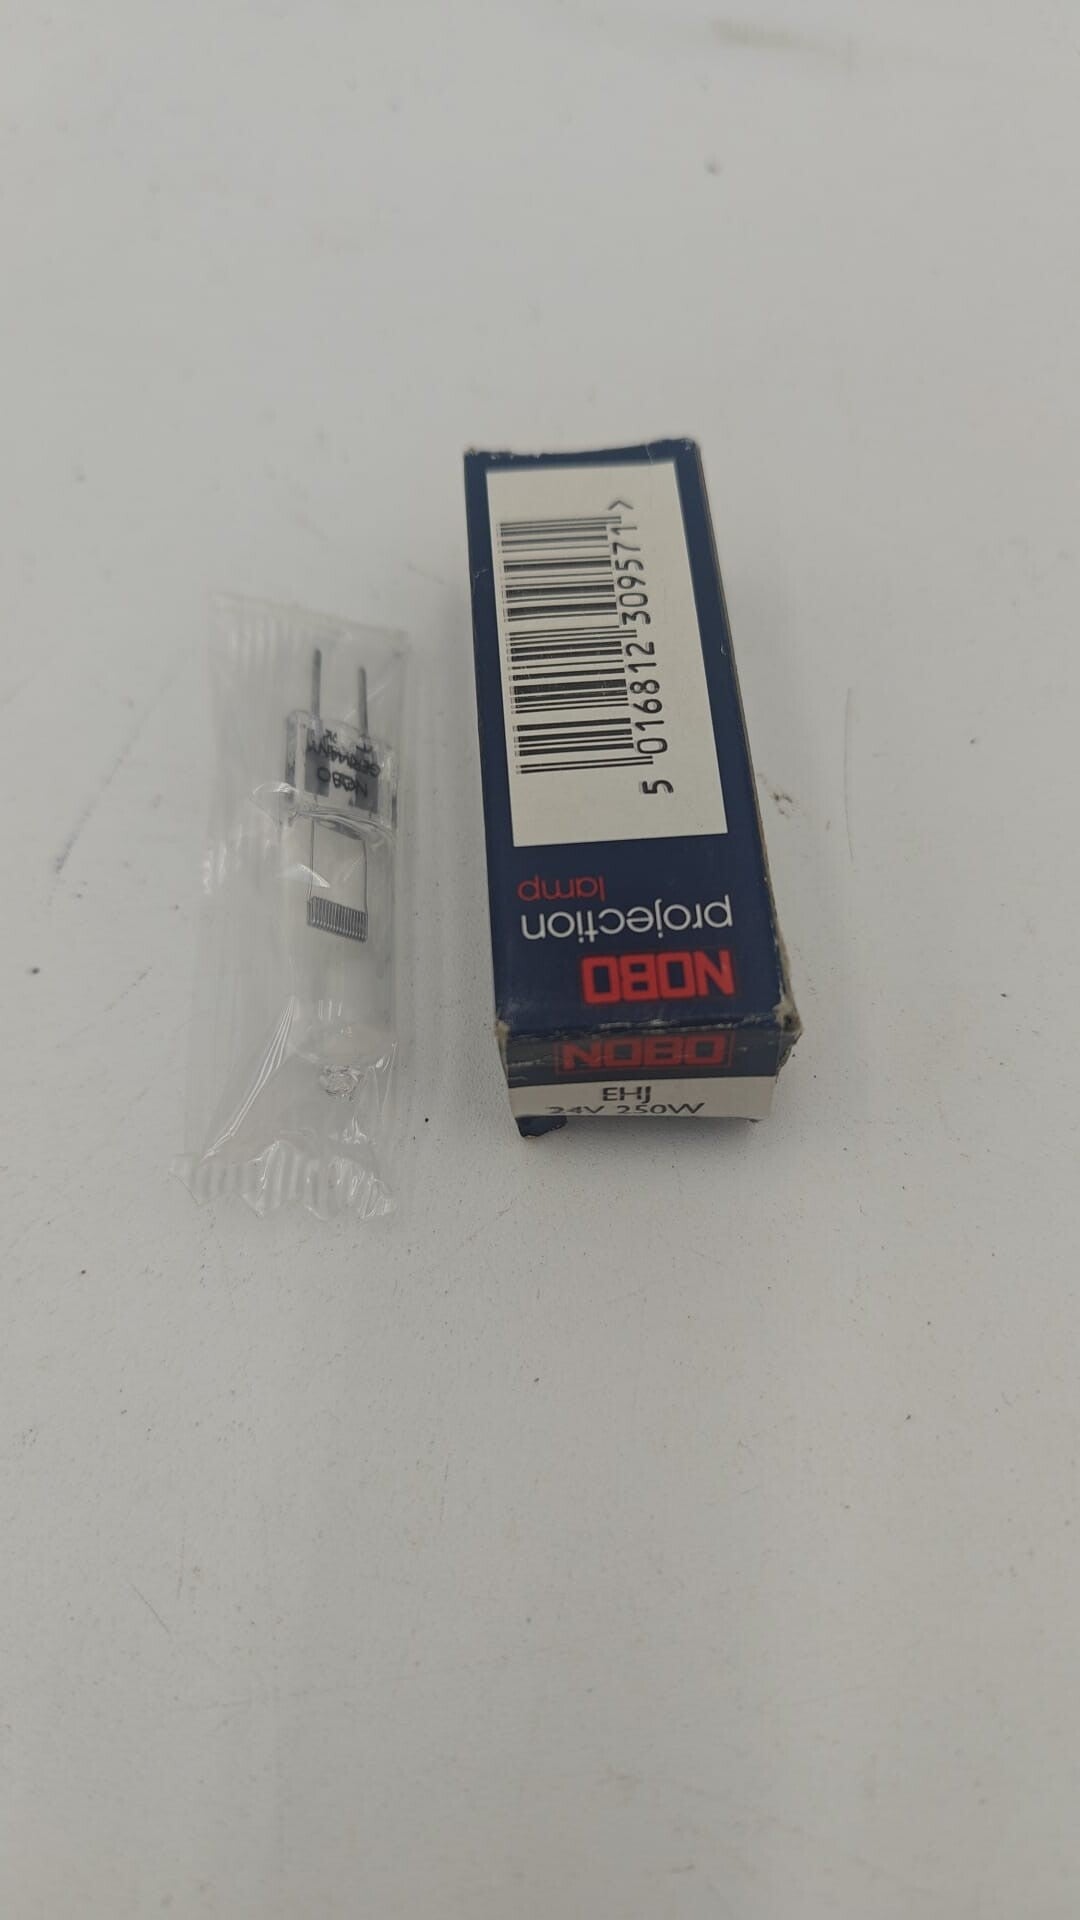 NOBO
GERMANY
5 016812 309571 >
NOBO
projection
lamp
NOBO
EHJ
24V 250W